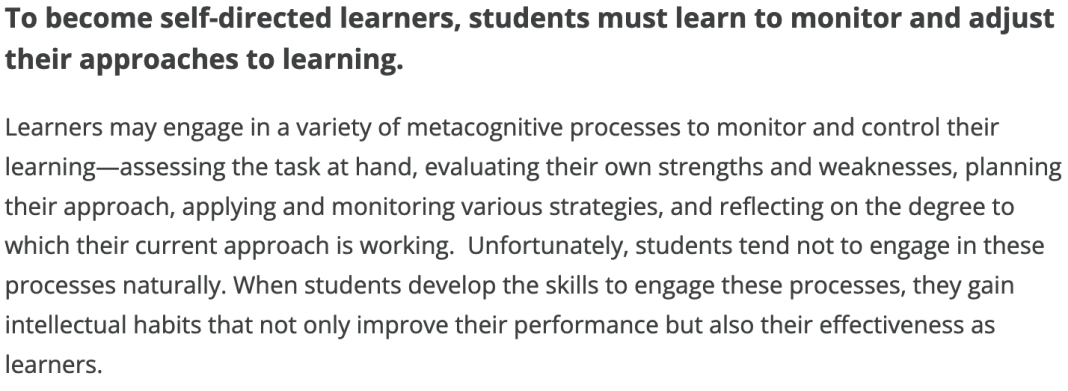 To become self-directed learners, students must learn to monitor and adjust
their approaches to learning.
Learners may engage in a variety of metacognitive processes to monitor and control their
learning—assessing the task at hand, evaluating their own strengths and weaknesses, planning
their approach, applying and monitoring various strategies, and reflecting on the degree to
which their current approach is working.  Unfortunately, students tend not to engage in these
processes naturally. When students develop the skills to engage these processes, they gain
intellectual habits that not only improve their performance but also their effectiveness as
learners.